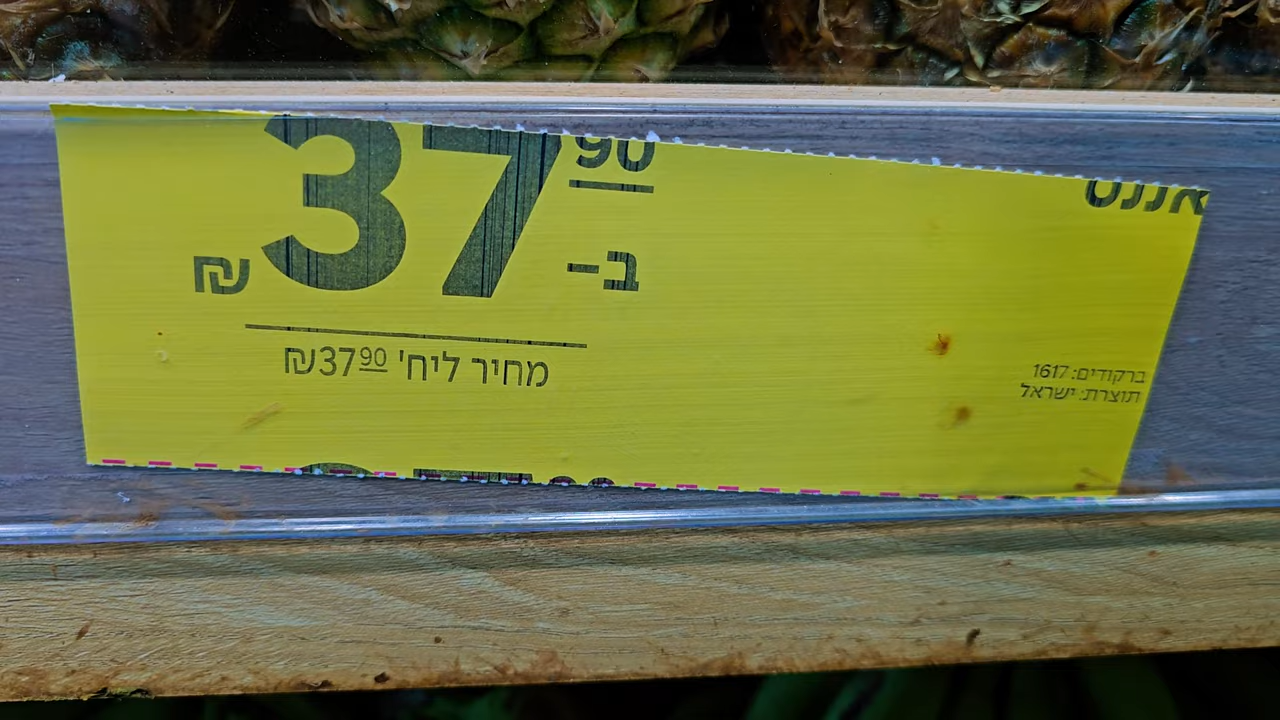 אננס
ב- 37.90 ₪
מחיר ליח' 37.90₪
ברקודים: 1617
תוצרת: ישראל